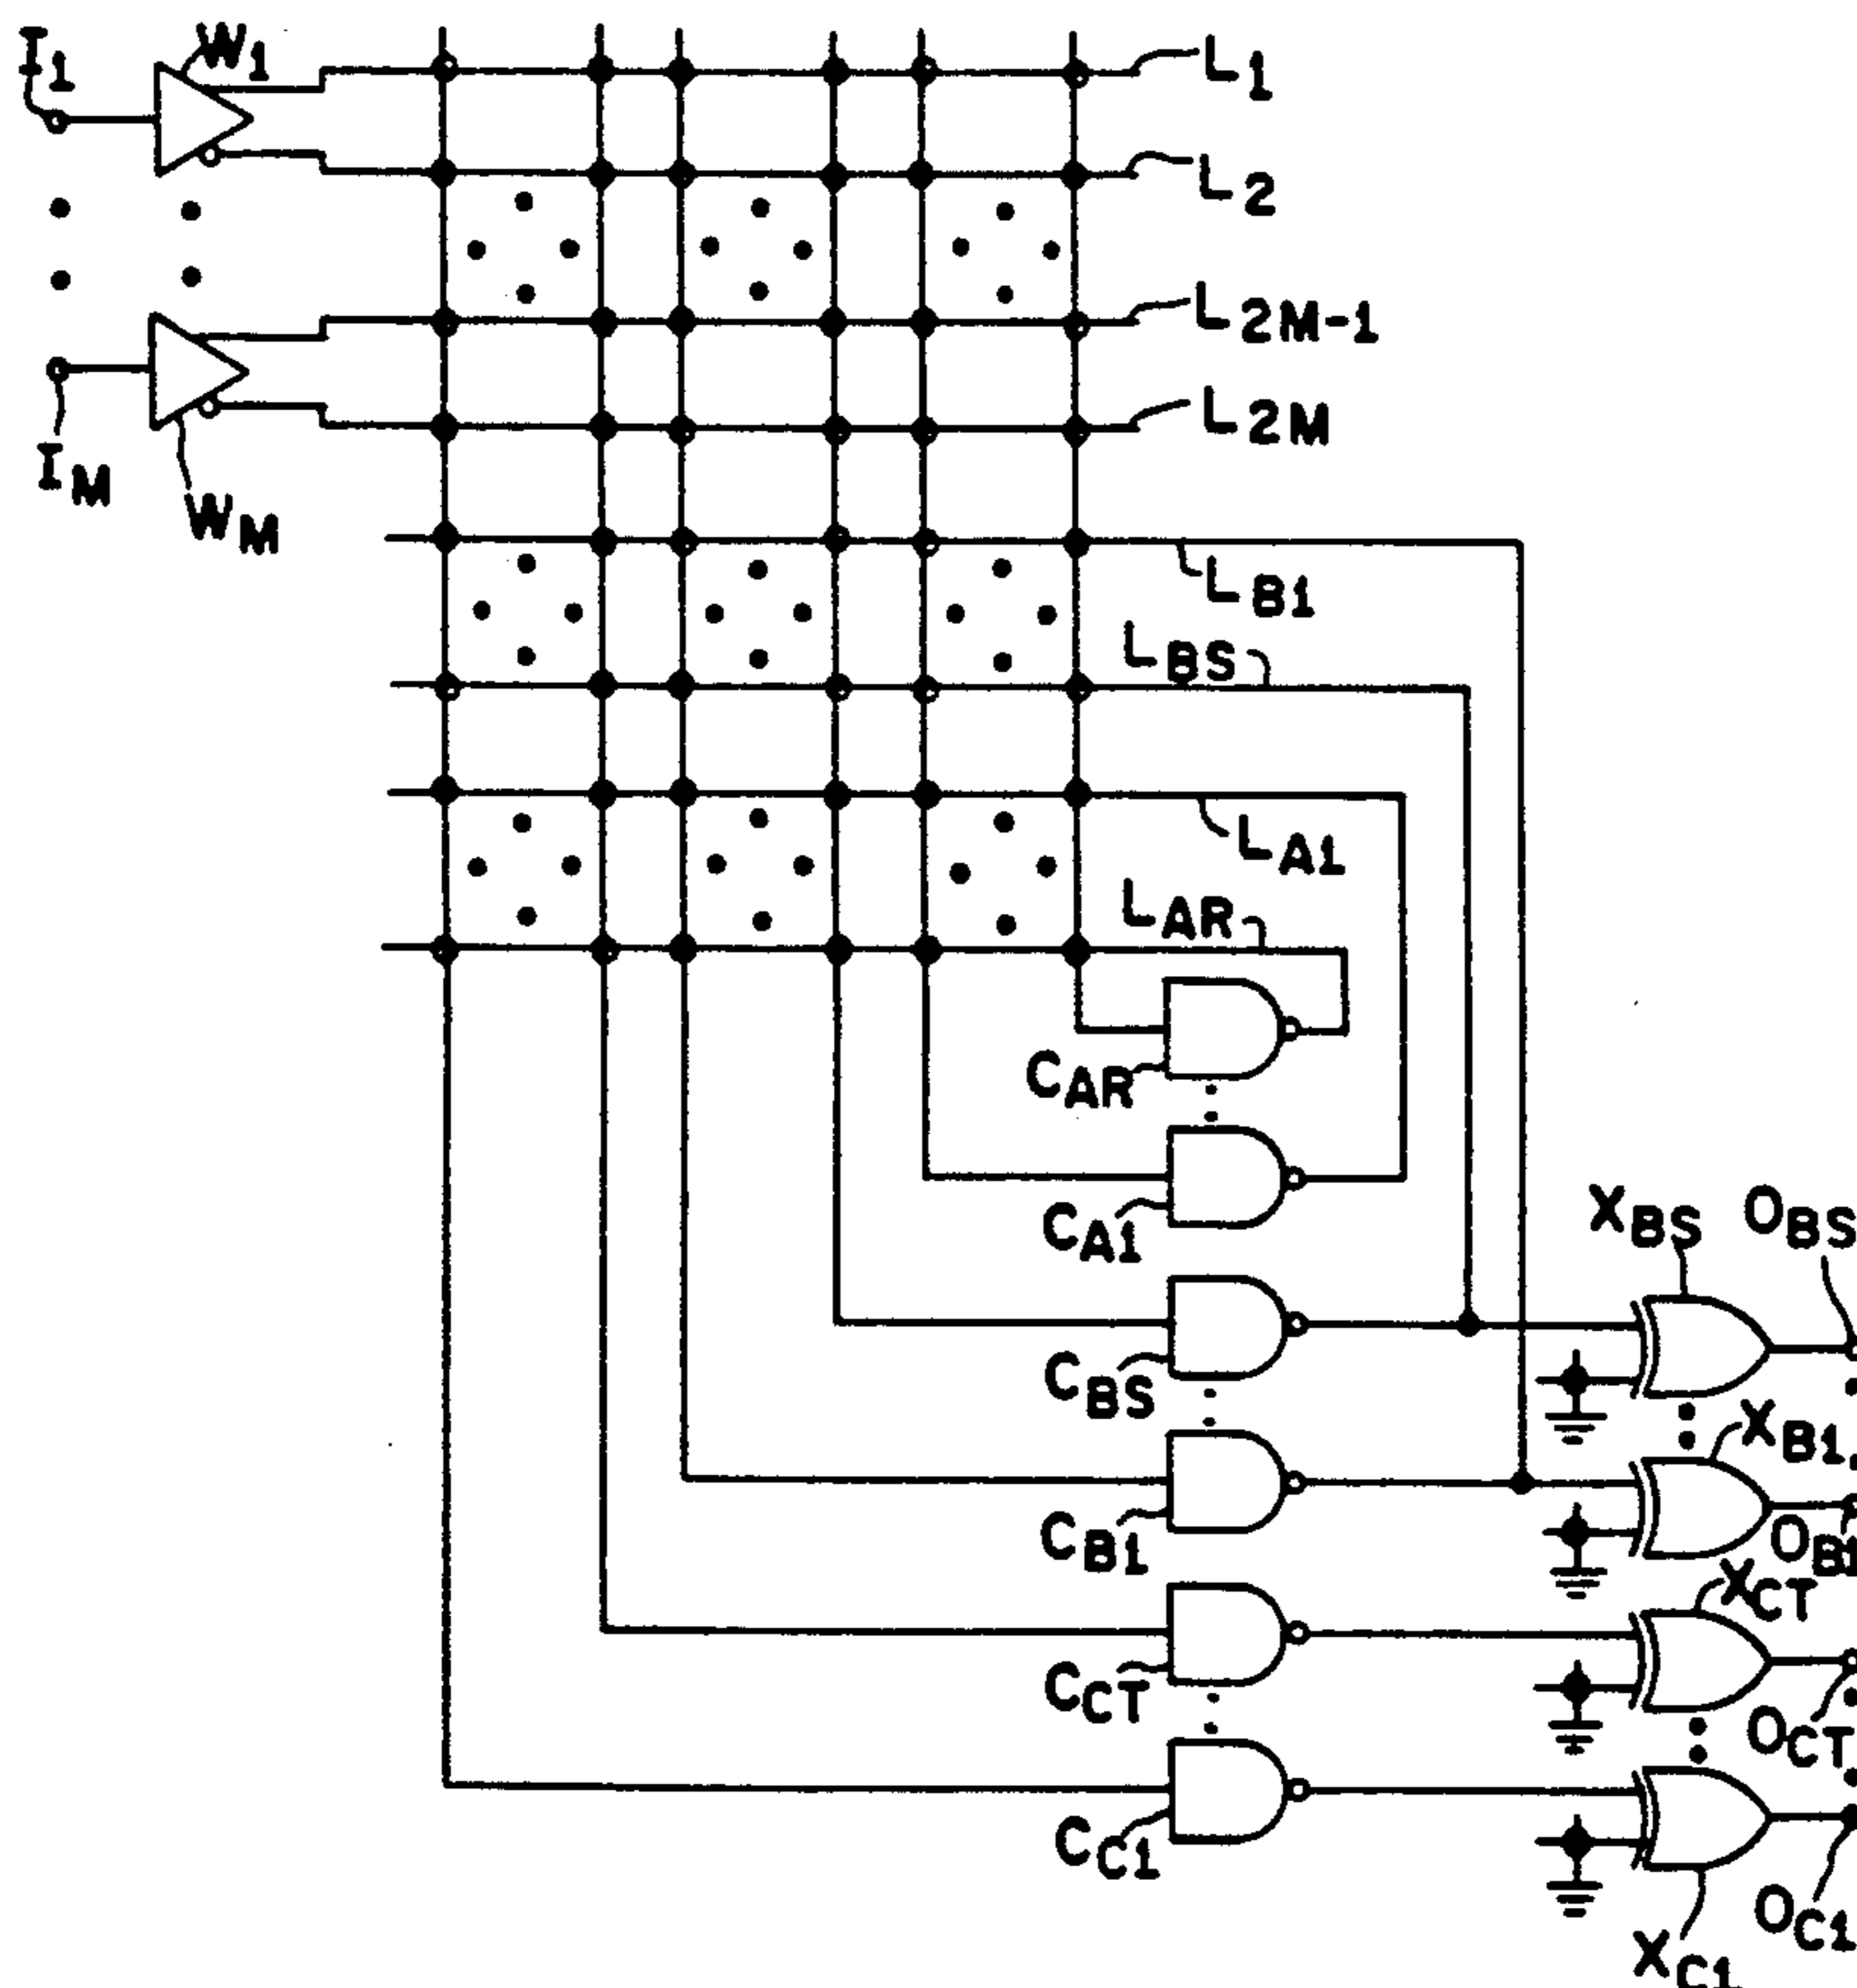 I1
W1
L1
L2
L2M-1
L2M
IM
WM
LB1
LBS
LA1
LAR
CAR
CA1
XBS
OBS
CBS
XB1
CB1
OB1
XCT
CCT
OCT
CC1
OC1
XC1